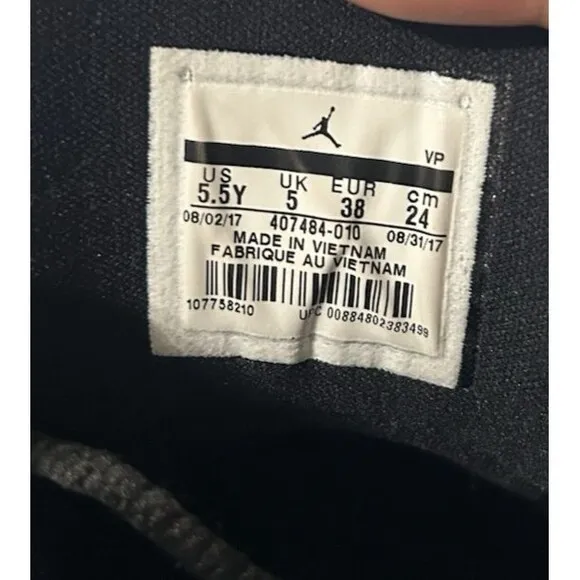 VP
US UK EUR cm
5.5Y 5 38 24
08/02/17 407484-010 08/31/17
MADE IN VIETNAM
FABRIQUE AU VIETNAM
107758210 UPC 00884802383499